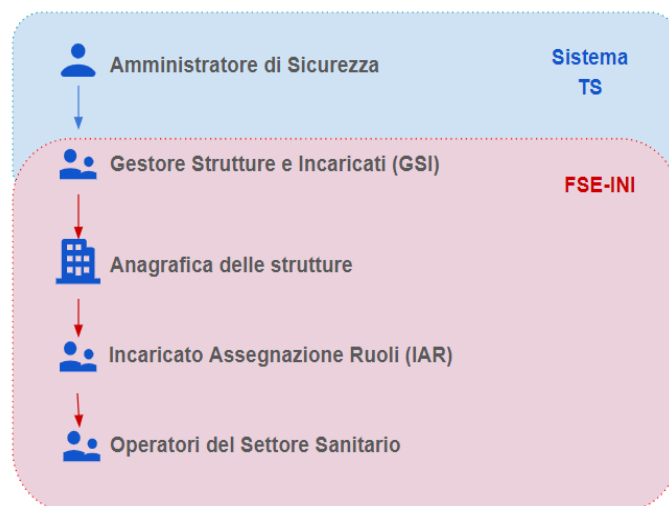 Amministratore di Sicurezza
Sistema
TS
Gestore Strutture e Incaricati (GSI)
FSE-INI
Anagrafica delle strutture
Incaricato Assegnazione Ruoli (IAR)
Operatori del Settore Sanitario